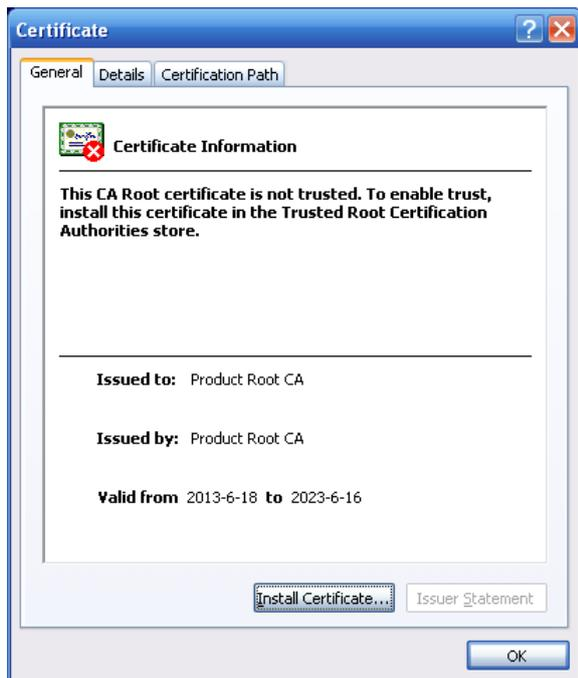 Certificate
General Details Certification Path
Certificate Information
This CA Root certificate is not trusted. To enable trust,
install this certificate in the Trusted Root Certification
Authorities store.
Issued to: Product Root CA
Issued by: Product Root CA
Valid from 2013-6-18 to 2023-6-16
Install Certificate... Issuer Statement
OK